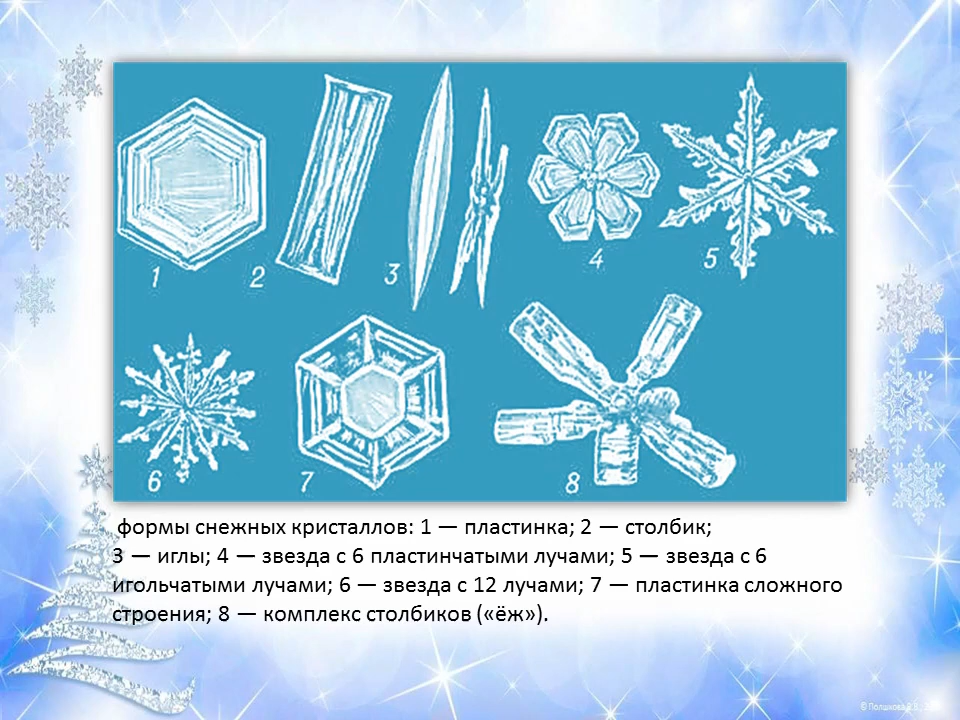 1
2
3
4
5
6
7
8
формы снежных кристаллов: 1 — пластинка; 2 — столбик;
3 — иглы; 4 — звезда с 6 пластинчатыми лучами; 5 — звезда с 6
игольчатыми лучами; 6 — звезда с 12 лучами; 7 — пластинка сложного
строения; 8 — комплекс столбиков («ёж»).